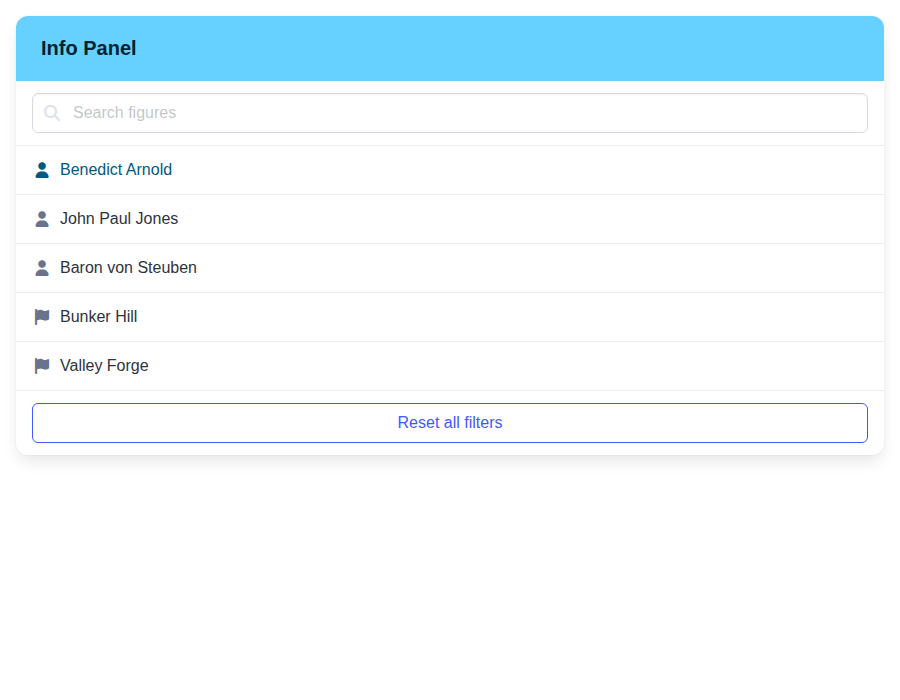 Info Panel
Search figures
Benedict Arnold
John Paul Jones
Baron von Steuben
Bunker Hill
Valley Forge
Reset all filters